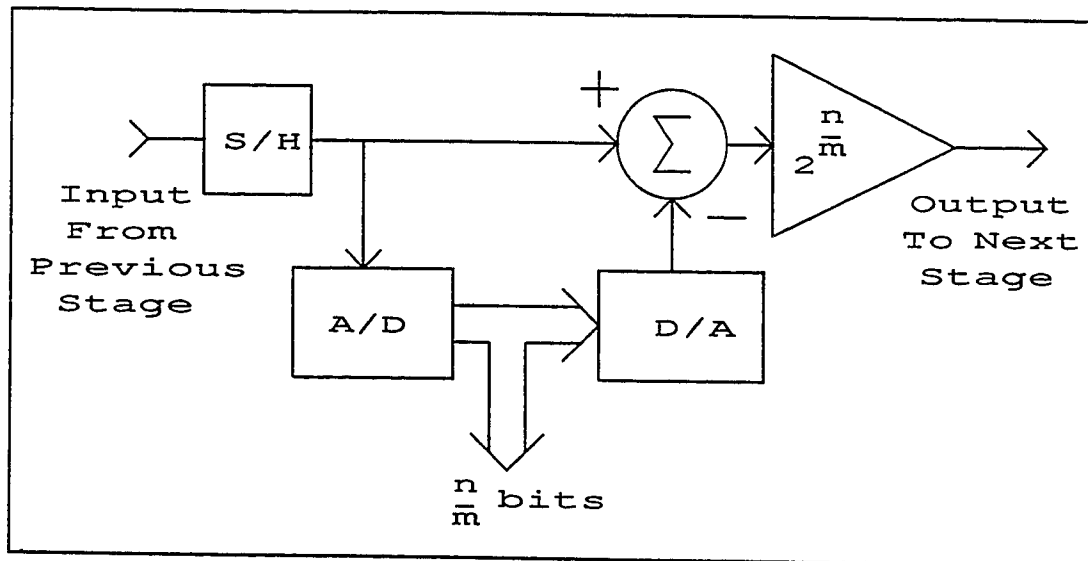 S/H
+
Σ
−
2^(n/m)
Input
From
Previous
Stage
Output
To Next
Stage
A/D
D/A
n/m bits